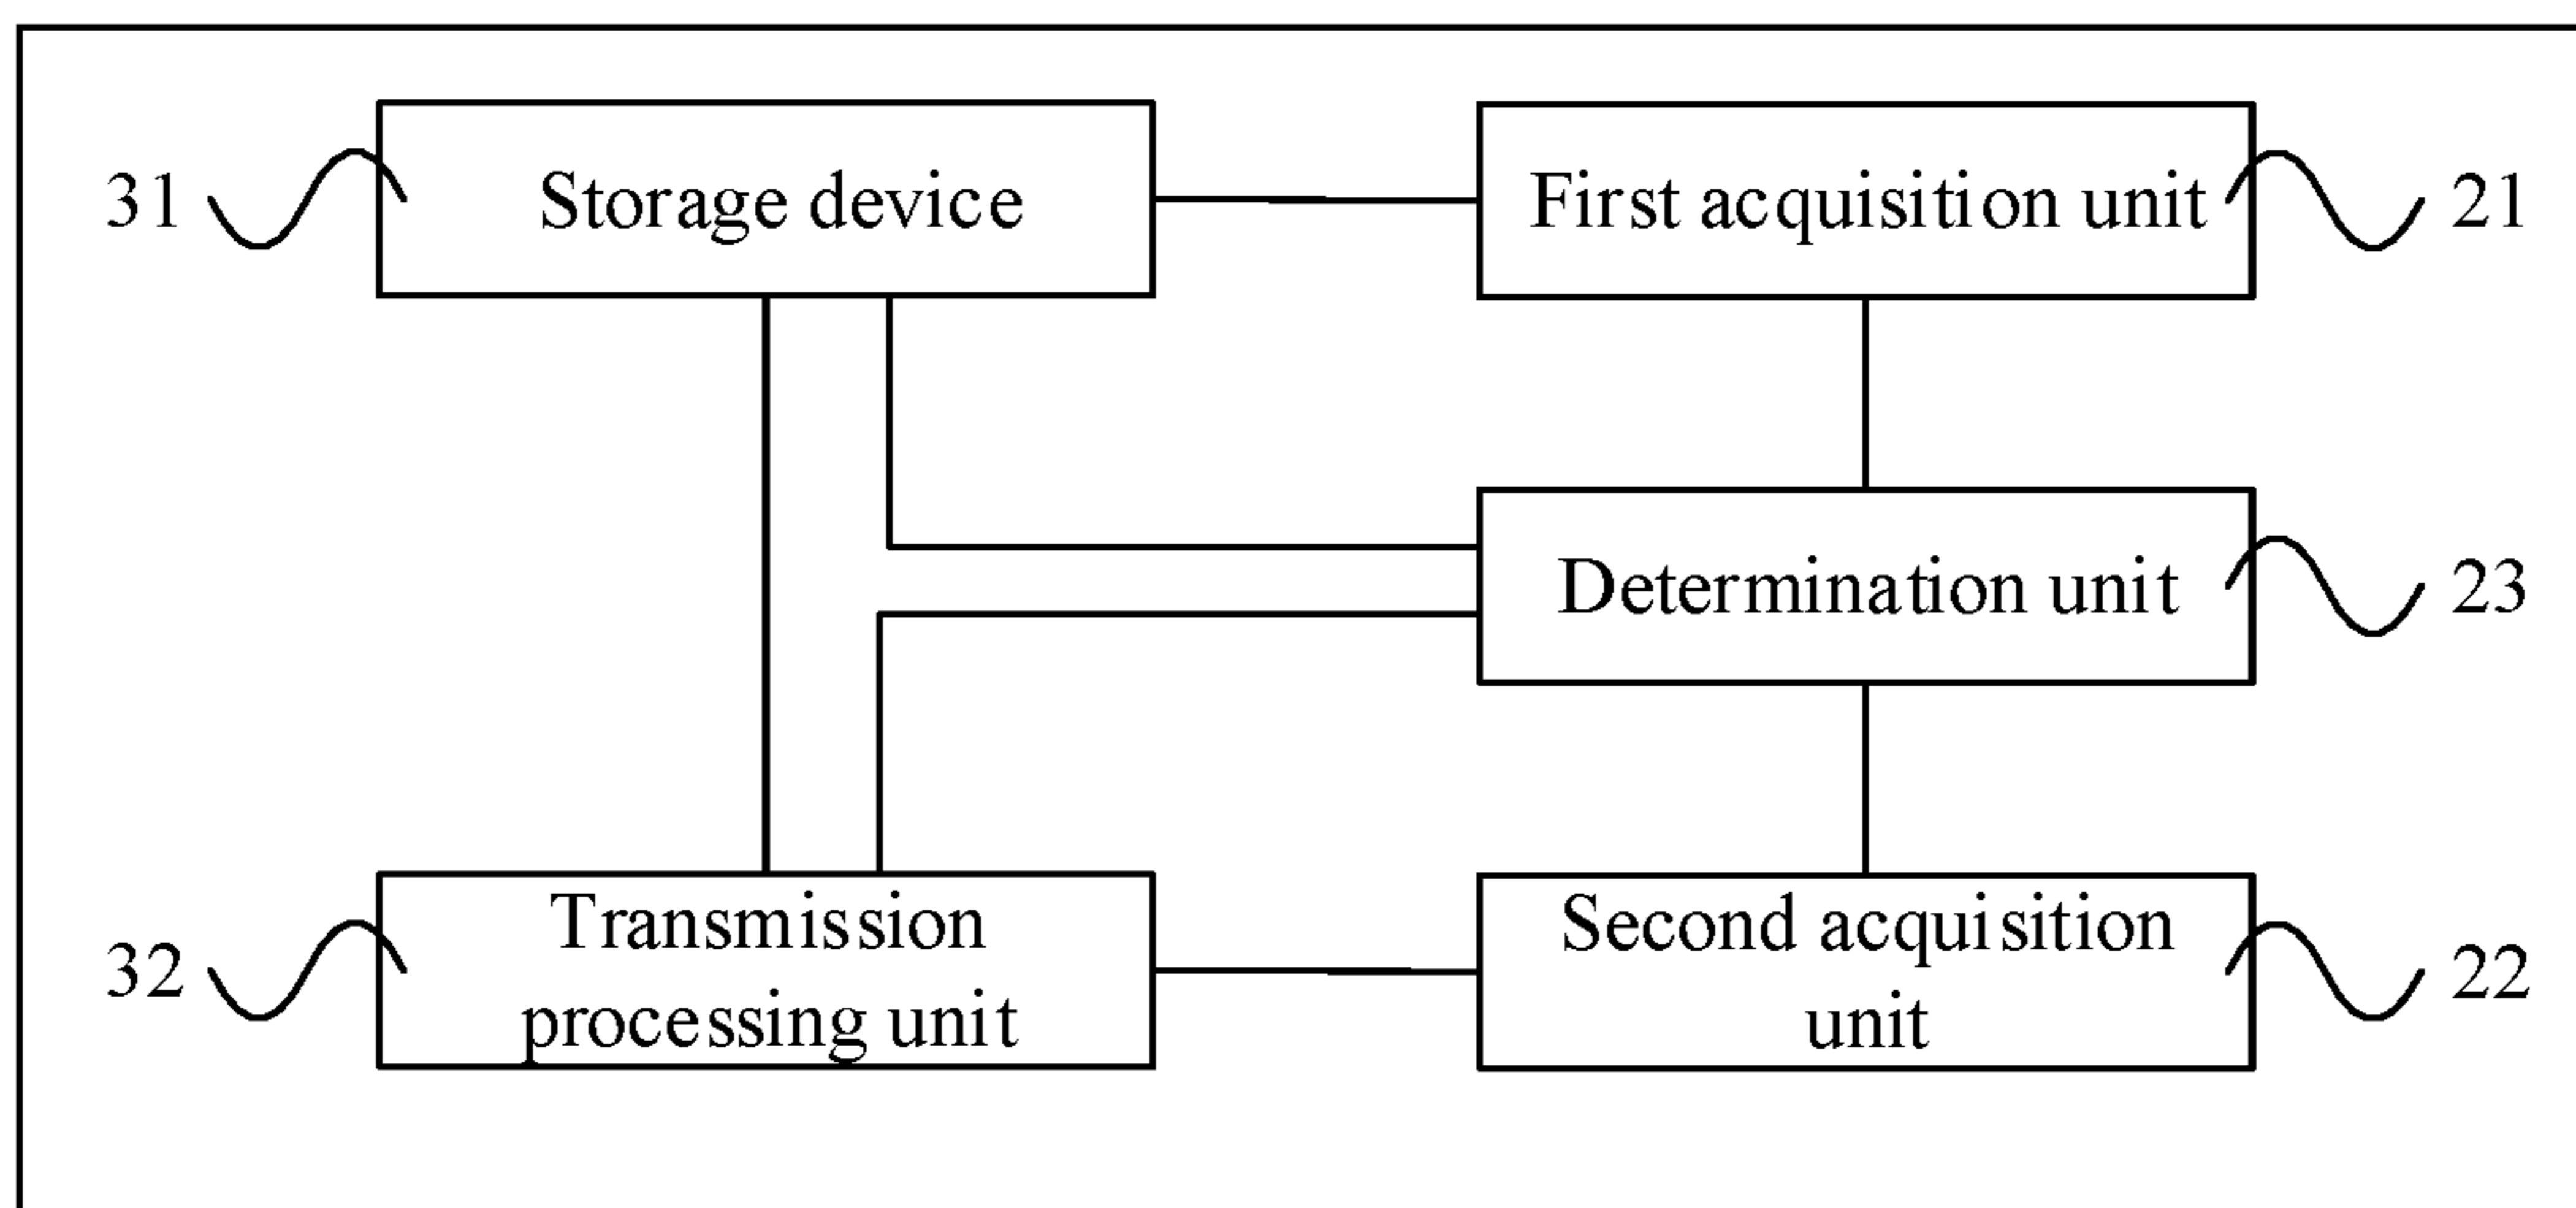 31
Storage device
First acquisition unit
21
Determination unit
23
32
Transmission
processing unit
Second acquisition
unit
22